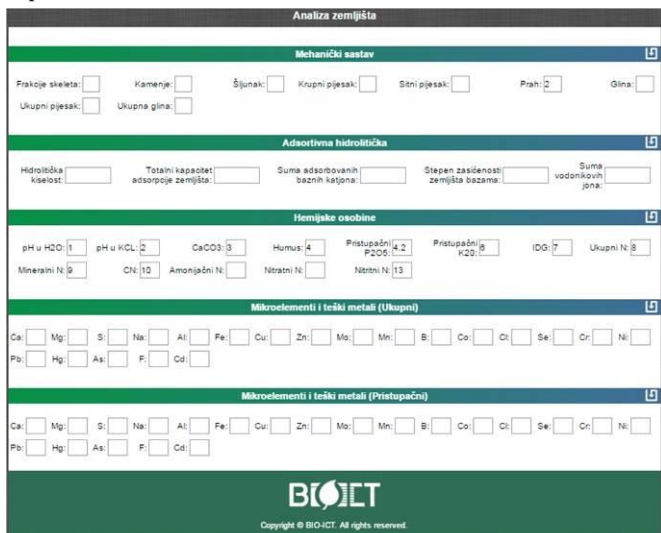 Analiza zemljišta
Mehanički sastav
Frakcije skeleta: Kamenje: Šljunak: Krupni pijesak: Sitni pijesak: Prah: 2 Glina:
Ukupni pijesak: Ukupna glina:
Adsortivna hidrolitička
Hidrolitička kiselost: Totalni kapacitet adsorpcije zemljišta: Suma adsorbovanih baznih katjona: Stepen zasićenosti zemljišta bazama: Suma vodonikovih jona:
Hemijske osobine
pH u H2O: 1 pH u KCL: 2 CaCO3: 3 Humus: 4 Pristupačni P2O5: 4.2 Pristupačni K20: 6 IDG: 7 Ukupni N: 8
Mineralni N: 9 CN: 10 Amonijačni N: Nitratni N: Nitritni N: 13
Mikroelementi i teški metali (Ukupni)
Ca: Mg: S: Na: Al: Fe: Cu: Zn: Mo: Mn: B: Co: Cl: Se: Cr: Ni:
Pb: Hg: As: F: Cd:
Mikroelementi i teški metali (Pristupačni)
Ca: Mg: S: Na: Al: Fe: Cu: Zn: Mo: Mn: B: Co: Cl: Se: Cr: Ni:
Pb: Hg: As: F: Cd:
BIOICT
Copyright © BIO-ICT. All rights reserved.